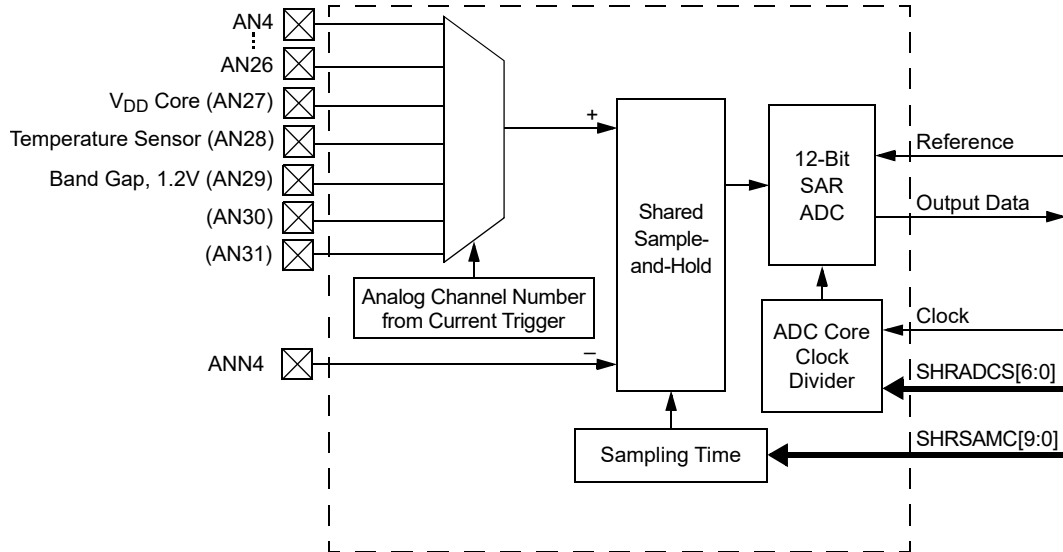 AN4
AN26
VDD Core (AN27)
Temperature Sensor (AN28)
Band Gap, 1.2V (AN29)
(AN30)
(AN31)
ANN4
Analog Channel Number
from Current Trigger
+
–
Shared
Sample-
and-Hold
Sampling Time
12-Bit
SAR
ADC
ADC Core
Clock
Divider
Reference
Output Data
Clock
SHRADCS[6:0]
SHRSAMC[9:0]